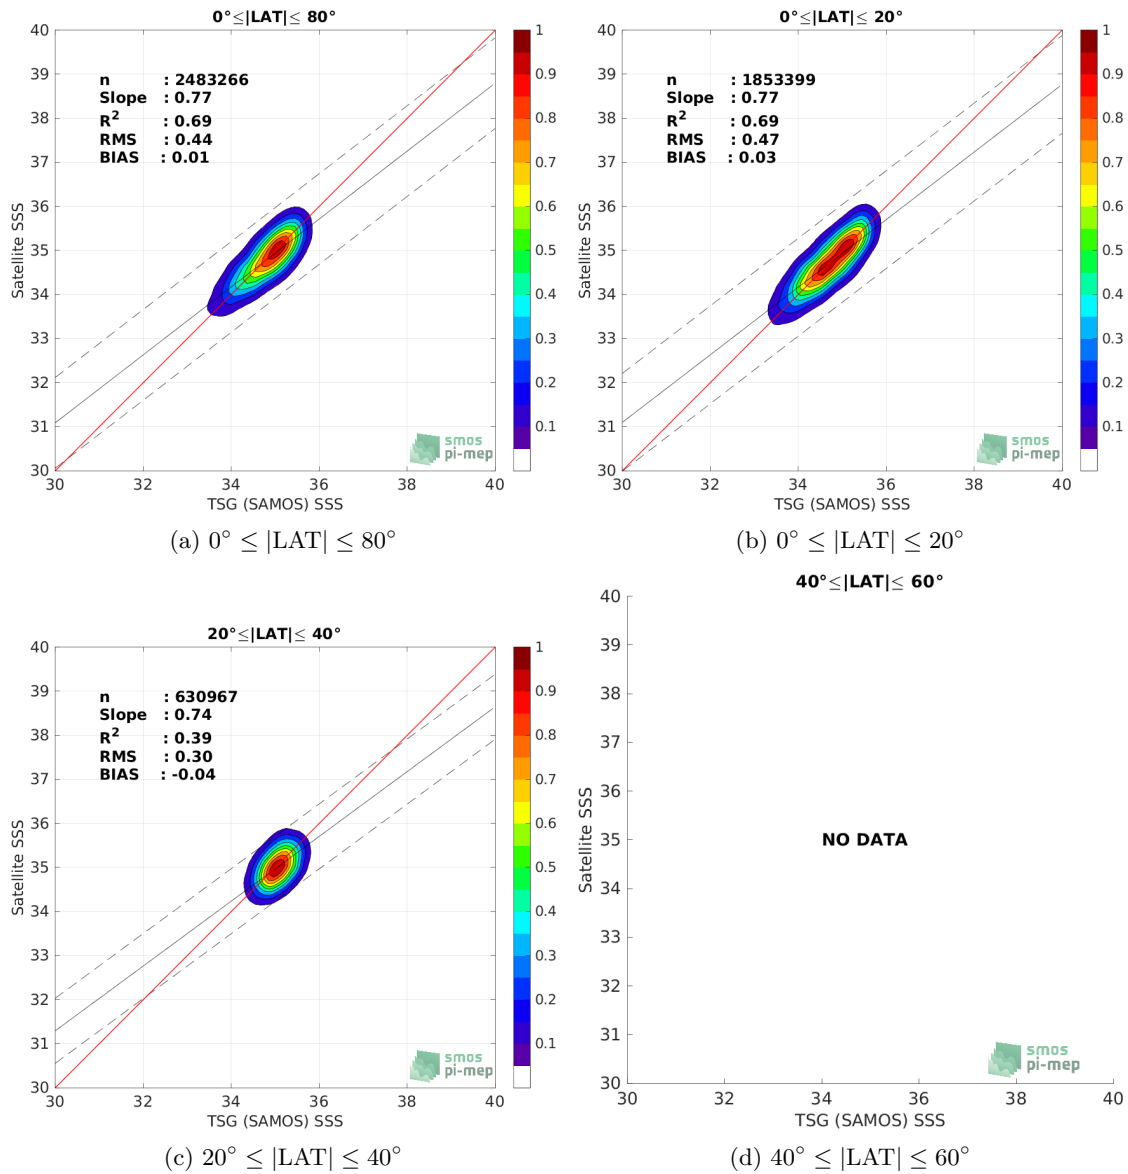 0°≤|LAT|≤ 80°
n : 2483266
Slope : 0.77
R² : 0.69
RMS : 0.44
BIAS : 0.01
40
39
38
37
36
35
34
33
32
31
30
Satellite SSS
30 32 34 36 38 40
TSG (SAMOS) SSS
1
0.9
0.8
0.7
0.6
0.5
0.4
0.3
0.2
0.1
smos
pi-mep
(a) 0° ≤ |LAT| ≤ 80°
0°≤|LAT|≤ 20°
n : 1853399
Slope : 0.77
R² : 0.69
RMS : 0.47
BIAS : 0.03
40
39
38
37
36
35
34
33
32
31
30
Satellite SSS
30 32 34 36 38 40
TSG (SAMOS) SSS
1
0.9
0.8
0.7
0.6
0.5
0.4
0.3
0.2
0.1
smos
pi-mep
(b) 0° ≤ |LAT| ≤ 20°
20°≤|LAT|≤ 40°
n : 630967
Slope : 0.74
R² : 0.39
RMS : 0.30
BIAS : -0.04
40
39
38
37
36
35
34
33
32
31
30
Satellite SSS
30 32 34 36 38 40
TSG (SAMOS) SSS
1
0.9
0.8
0.7
0.6
0.5
0.4
0.3
0.2
0.1
smos
pi-mep
(c) 20° ≤ |LAT| ≤ 40°
40°≤|LAT|≤ 60°
NO DATA
40
39
38
37
36
35
34
33
32
31
30
Satellite SSS
30 32 34 36 38 40
TSG (SAMOS) SSS
smos
pi-mep
(d) 40° ≤ |LAT| ≤ 60°